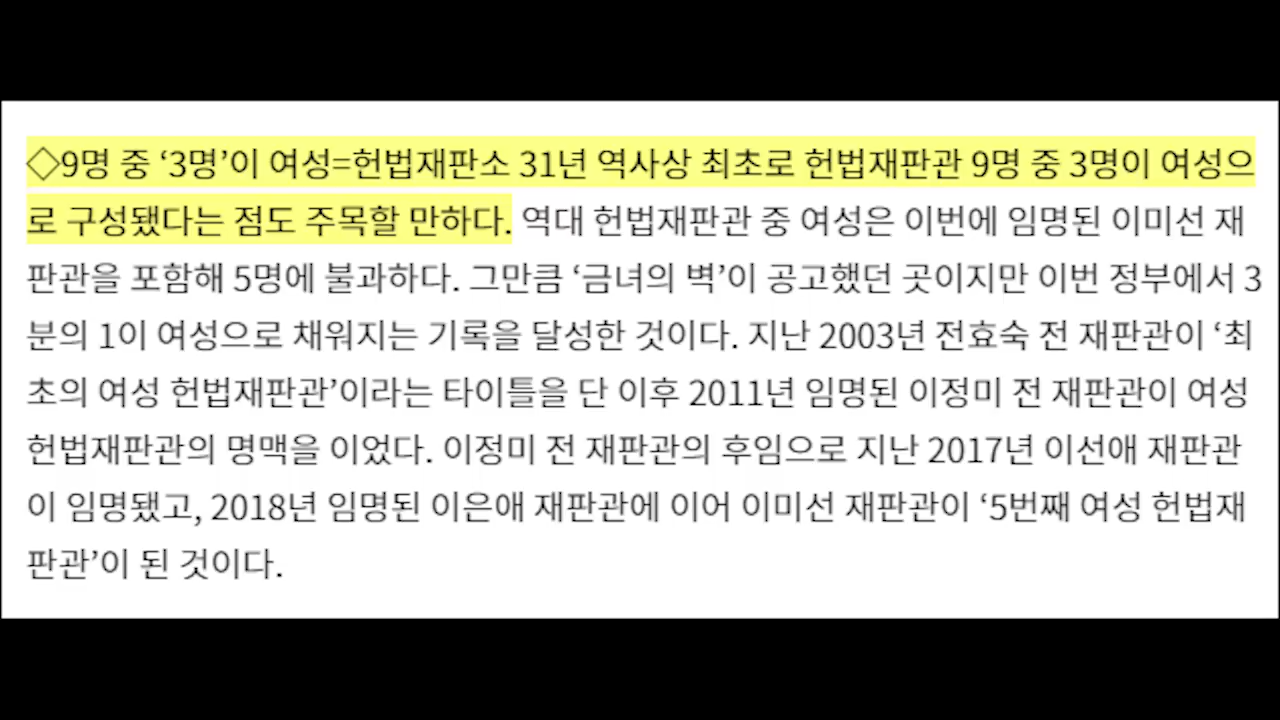 ◇9명 중 ‘3명’이 여성=헌법재판소 31년 역사상 최초로 헌법재판관 9명 중 3명이 여성으
로 구성됐다는 점도 주목할 만하다. 역대 헌법재판관 중 여성은 이번에 임명된 이미선 재
판관을 포함해 5명에 불과하다. 그만큼 ‘금녀의 벽’이 공고했던 곳이지만 이번 정부에서 3
분의 1이 여성으로 채워지는 기록을 달성한 것이다. 지난 2003년 전효숙 전 재판관이 ‘최
초의 여성 헌법재판관’이라는 타이틀을 단 이후 2011년 임명된 이정미 전 재판관이 여성
헌법재판관의 명맥을 이었다. 이정미 전 재판관의 후임으로 지난 2017년 이선애 재판관
이 임명됐고, 2018년 임명된 이은애 재판관에 이어 이미선 재판관이 ‘5번째 여성 헌법재
판관’이 된 것이다.